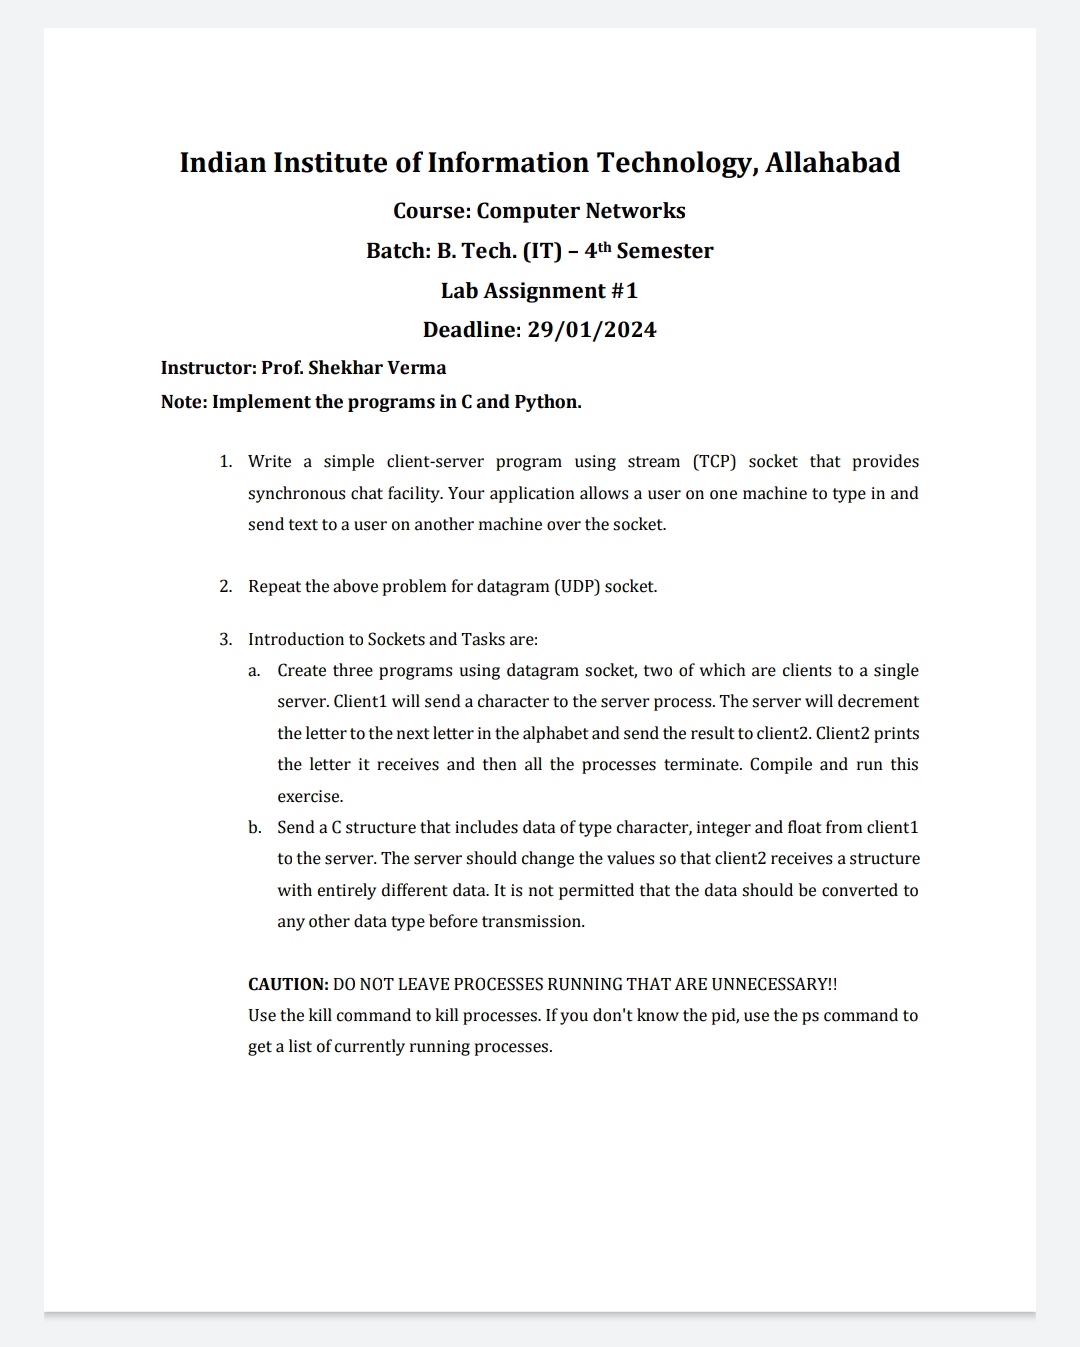 Indian Institute of Information Technology, Allahabad
Course: Computer Networks
Batch: B. Tech. (IT) – 4th Semester
Lab Assignment #1
Deadline: 29/01/2024
Instructor: Prof. Shekhar Verma
Note: Implement the programs in C and Python.
1. Write a simple client-server program using stream (TCP) socket that provides
synchronous chat facility. Your application allows a user on one machine to type in and
send text to a user on another machine over the socket.
2. Repeat the above problem for datagram (UDP) socket.
3. Introduction to Sockets and Tasks are:
a. Create three programs using datagram socket, two of which are clients to a single
server. Client1 will send a character to the server process. The server will decrement
the letter to the next letter in the alphabet and send the result to client2. Client2 prints
the letter it receives and then all the processes terminate. Compile and run this
exercise.
b. Send a C structure that includes data of type character, integer and float from client1
to the server. The server should change the values so that client2 receives a structure
with entirely different data. It is not permitted that the data should be converted to
any other data type before transmission.
CAUTION: DO NOT LEAVE PROCESSES RUNNING THAT ARE UNNECESSARY!!
Use the kill command to kill processes. If you don't know the pid, use the ps command to
get a list of currently running processes.